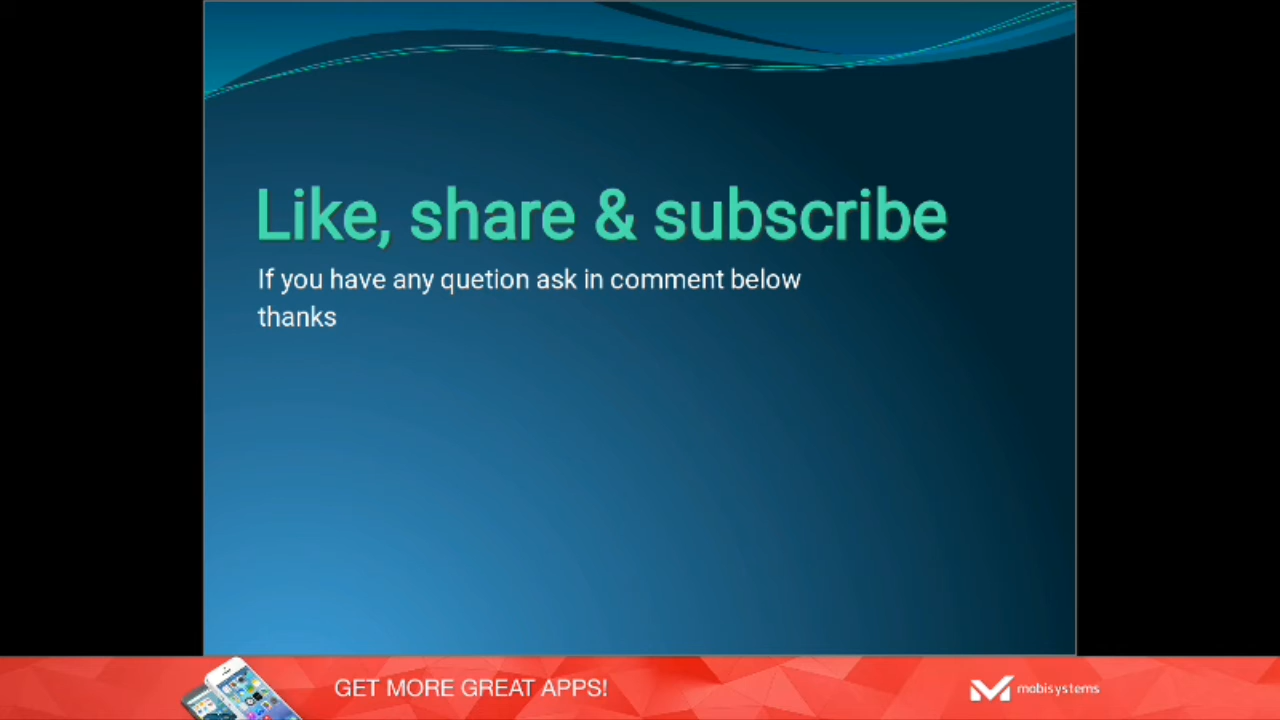 Like, share & subscribe
If you have any quetion ask in comment below
thanks
GET MORE GREAT APPS!
mobisystems